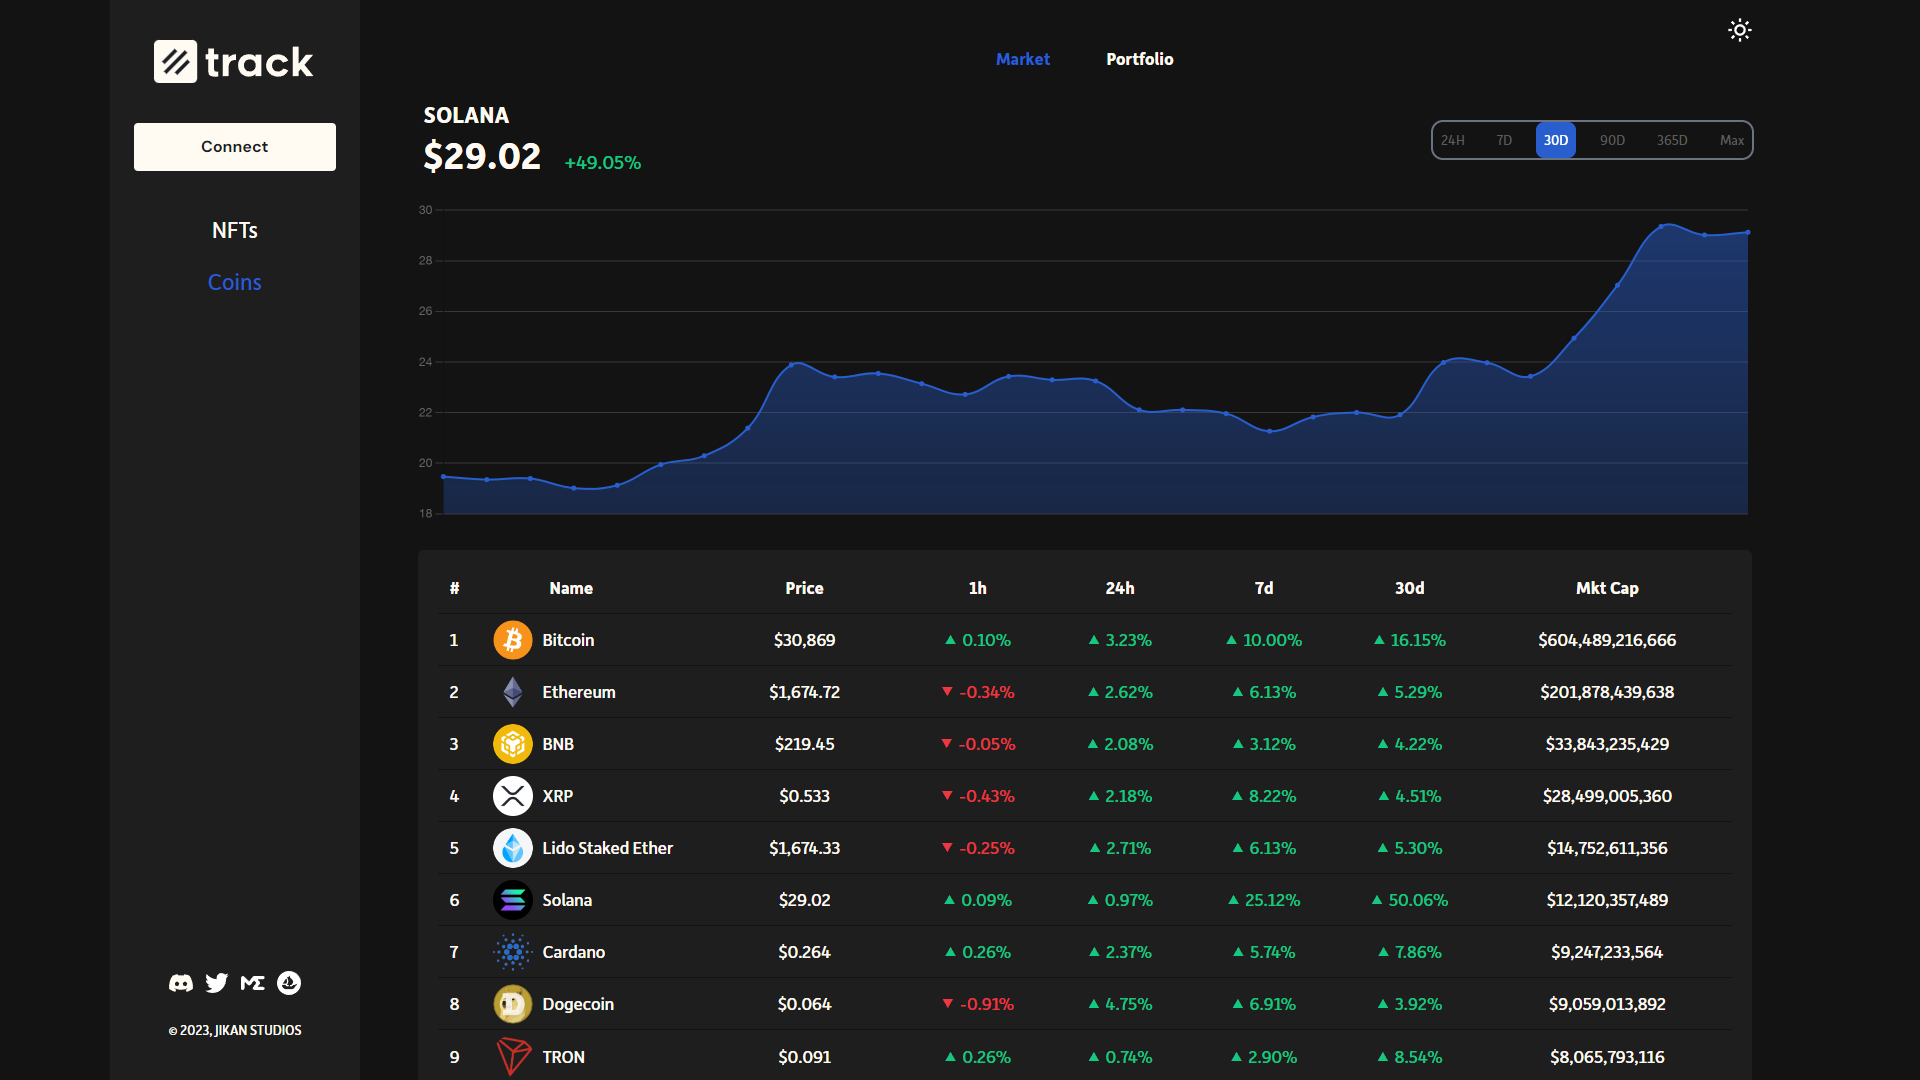 track
Connect
NFTs
Coins
© 2023, JIKAN STUDIOS
Market Portfolio
SOLANA
$29.02 +49.05%
24H 7D 30D 90D 365D Max
30
28
26
24
22
20
18
# Name Price 1h 24h 7d 30d Mkt Cap
1 Bitcoin $30,869 ▲ 0.10% ▲ 3.23% ▲ 10.00% ▲ 16.15% $604,489,216,666
2 Ethereum $1,674.72 ▼ -0.34% ▲ 2.62% ▲ 6.13% ▲ 5.29% $201,878,439,638
3 BNB $219.45 ▼ -0.05% ▲ 2.08% ▲ 3.12% ▲ 4.22% $33,843,235,429
4 XRP $0.533 ▼ -0.43% ▲ 2.18% ▲ 8.22% ▲ 4.51% $28,499,005,360
5 Lido Staked Ether $1,674.33 ▼ -0.25% ▲ 2.71% ▲ 6.13% ▲ 5.30% $14,752,611,356
6 Solana $29.02 ▲ 0.09% ▲ 0.97% ▲ 25.12% ▲ 50.06% $12,120,357,489
7 Cardano $0.264 ▲ 0.26% ▲ 2.37% ▲ 5.74% ▲ 7.86% $9,247,233,564
8 Dogecoin $0.064 ▼ -0.91% ▲ 4.75% ▲ 6.91% ▲ 3.92% $9,059,013,892
9 TRON $0.091 ▲ 0.26% ▲ 0.74% ▲ 2.90% ▲ 8.54% $8,065,793,116